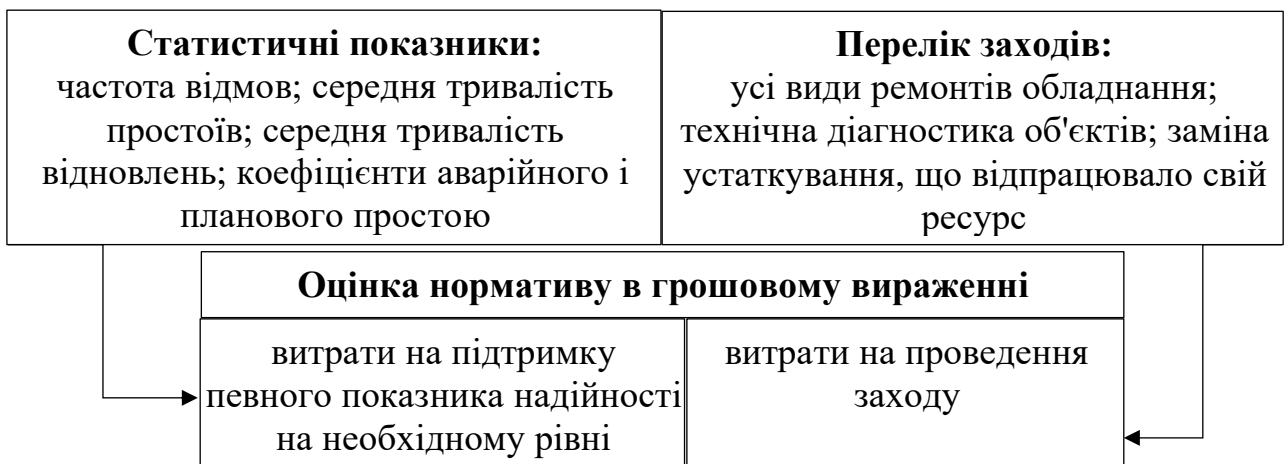 Статистичні показники:
частота відмов; середня тривалість
простоїв; середня тривалість
відновлень; коефіцієнти аварійного і
планового простою
Перелік заходів:
усі види ремонтів обладнання;
технічна діагностика об'єктів; заміна
устаткування, що відпрацювало свій
ресурс
Оцінка нормативу в грошовому вираженні
витрати на підтримку
певного показника надійності
на необхідному рівні
витрати на проведення
заходу